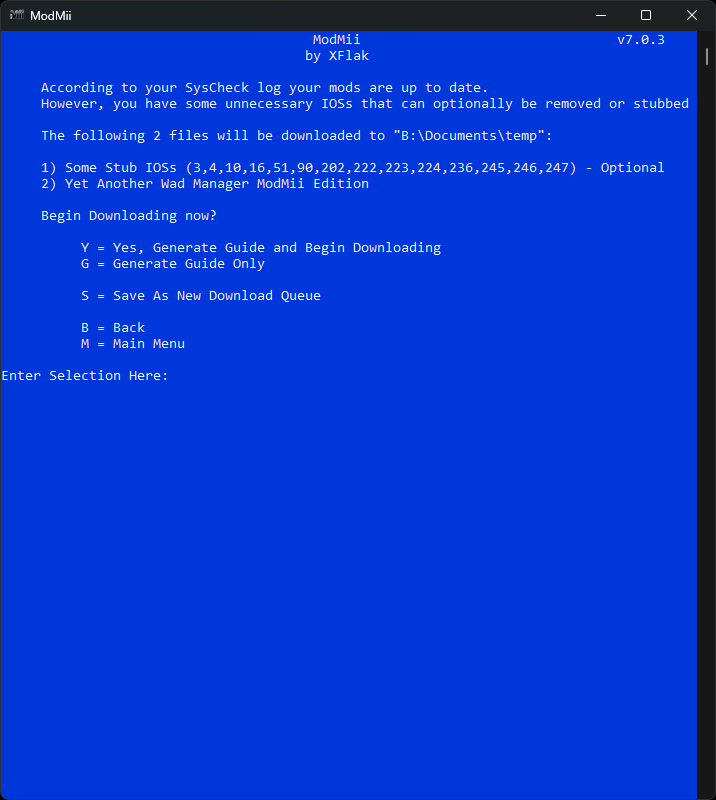 ModMii
ModMii v7.0.3
by XFlak
According to your SysCheck log your mods are up to date.
However, you have some unnecessary IOSs that can optionally be removed or stubbed
The following 2 files will be downloaded to "B:\Documents\temp":
1) Some Stub IOSs (3,4,10,16,51,90,202,222,223,224,236,245,246,247) - Optional
2) Yet Another Wad Manager ModMii Edition
Begin Downloading now?
Y = Yes, Generate Guide and Begin Downloading
G = Generate Guide Only
S = Save As New Download Queue
B = Back
M = Main Menu
Enter Selection Here: